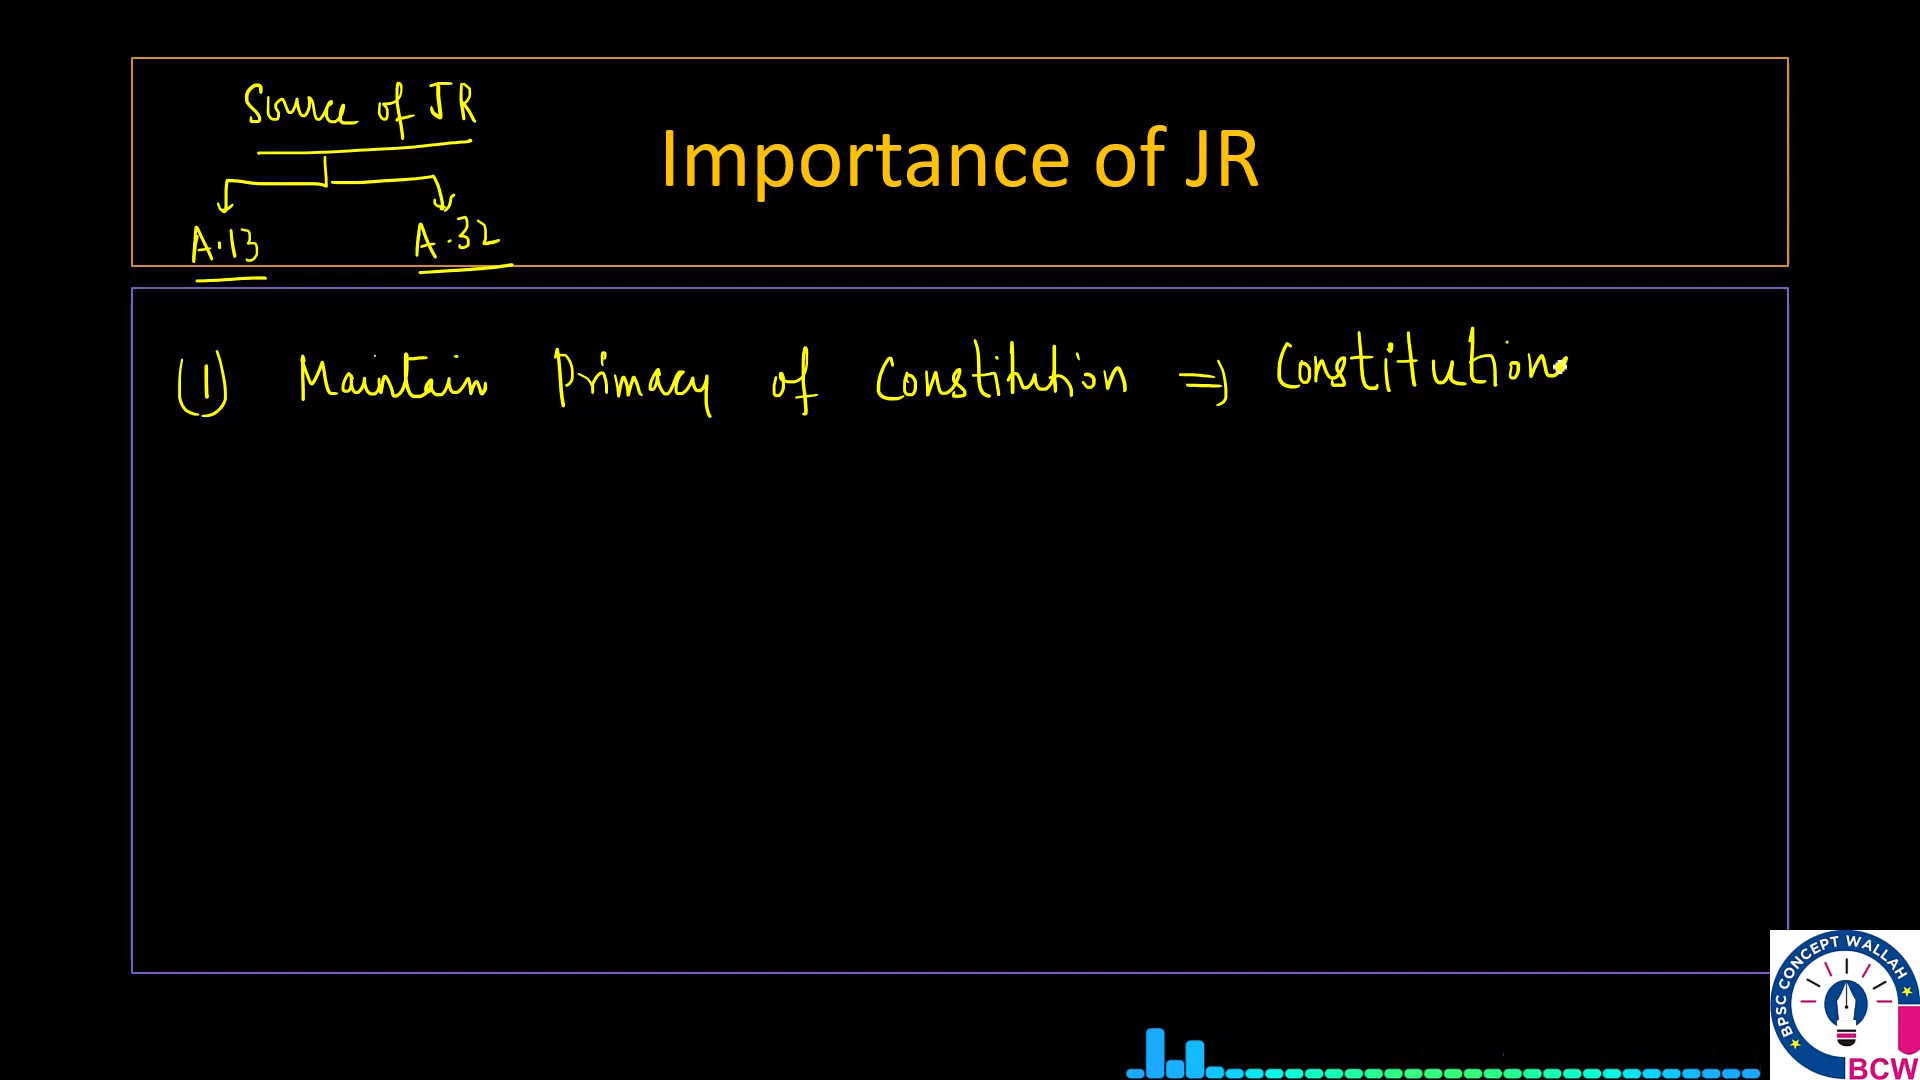 Source of JR
Importance of JR
A.13 A.32
(1) Maintain Primacy of Constitution ⇒ Constitution
BPSC CONCEPT WALLAH
BCW